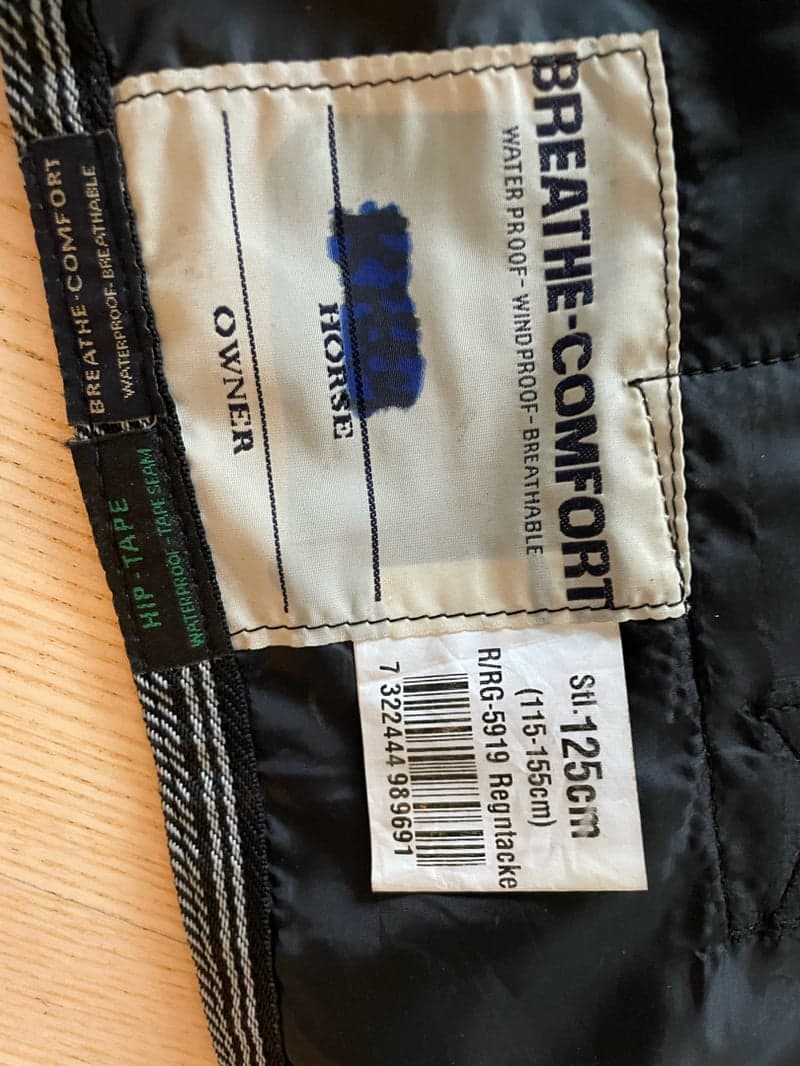 BREATHE-COMFORT
WATER PROOF- WINDPROOF- BREATHABLE
HORSE
OWNER
BREATHE-COMFORT
WATERPROOF- BREATHABLE
HIP-TAPE
WATERPROOF-TAPE SEAM
Stl.125cm
(115-155cm)
R/RG-5919 Regntacke
7 322444 989691